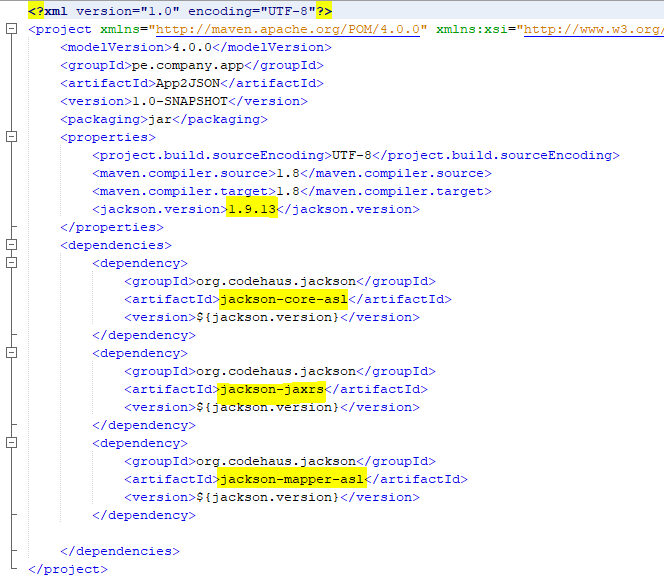 <?xml version="1.0" encoding="UTF-8"?>
<project xmlns="http://maven.apache.org/POM/4.0.0" xmlns:xsi="http://www.w3.org/
<modelVersion>4.0.0</modelVersion>
<groupId>pe.company.app</groupId>
<artifactId>App2JSON</artifactId>
<version>1.0-SNAPSHOT</version>
<packaging>jar</packaging>
<properties>
<project.build.sourceEncoding>UTF-8</project.build.sourceEncoding>
<maven.compiler.source>1.8</maven.compiler.source>
<maven.compiler.target>1.8</maven.compiler.target>
<jackson.version>1.9.13</jackson.version>
</properties>
<dependencies>
<dependency>
<groupId>org.codehaus.jackson</groupId>
<artifactId>jackson-core-asl</artifactId>
<version>${jackson.version}</version>
</dependency>
<dependency>
<groupId>org.codehaus.jackson</groupId>
<artifactId>jackson-jaxrs</artifactId>
<version>${jackson.version}</version>
</dependency>
<dependency>
<groupId>org.codehaus.jackson</groupId>
<artifactId>jackson-mapper-asl</artifactId>
<version>${jackson.version}</version>
</dependency>
</dependencies>
</project>